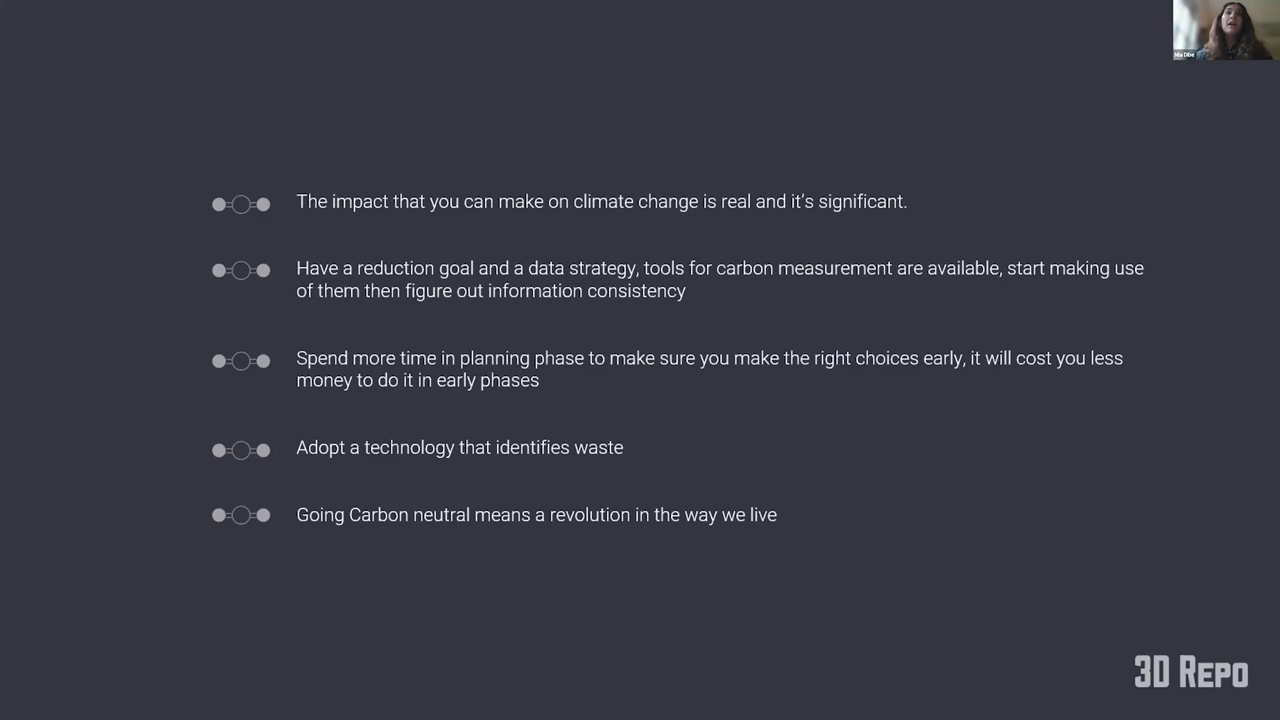 Mia Dibe
The impact that you can make on climate change is real and it’s significant.
Have a reduction goal and a data strategy, tools for carbon measurement are available, start making use
of them then figure out information consistency
Spend more time in planning phase to make sure you make the right choices early, it will cost you less
money to do it in early phases
Adopt a technology that identifies waste
Going Carbon neutral means a revolution in the way we live
3D REPO